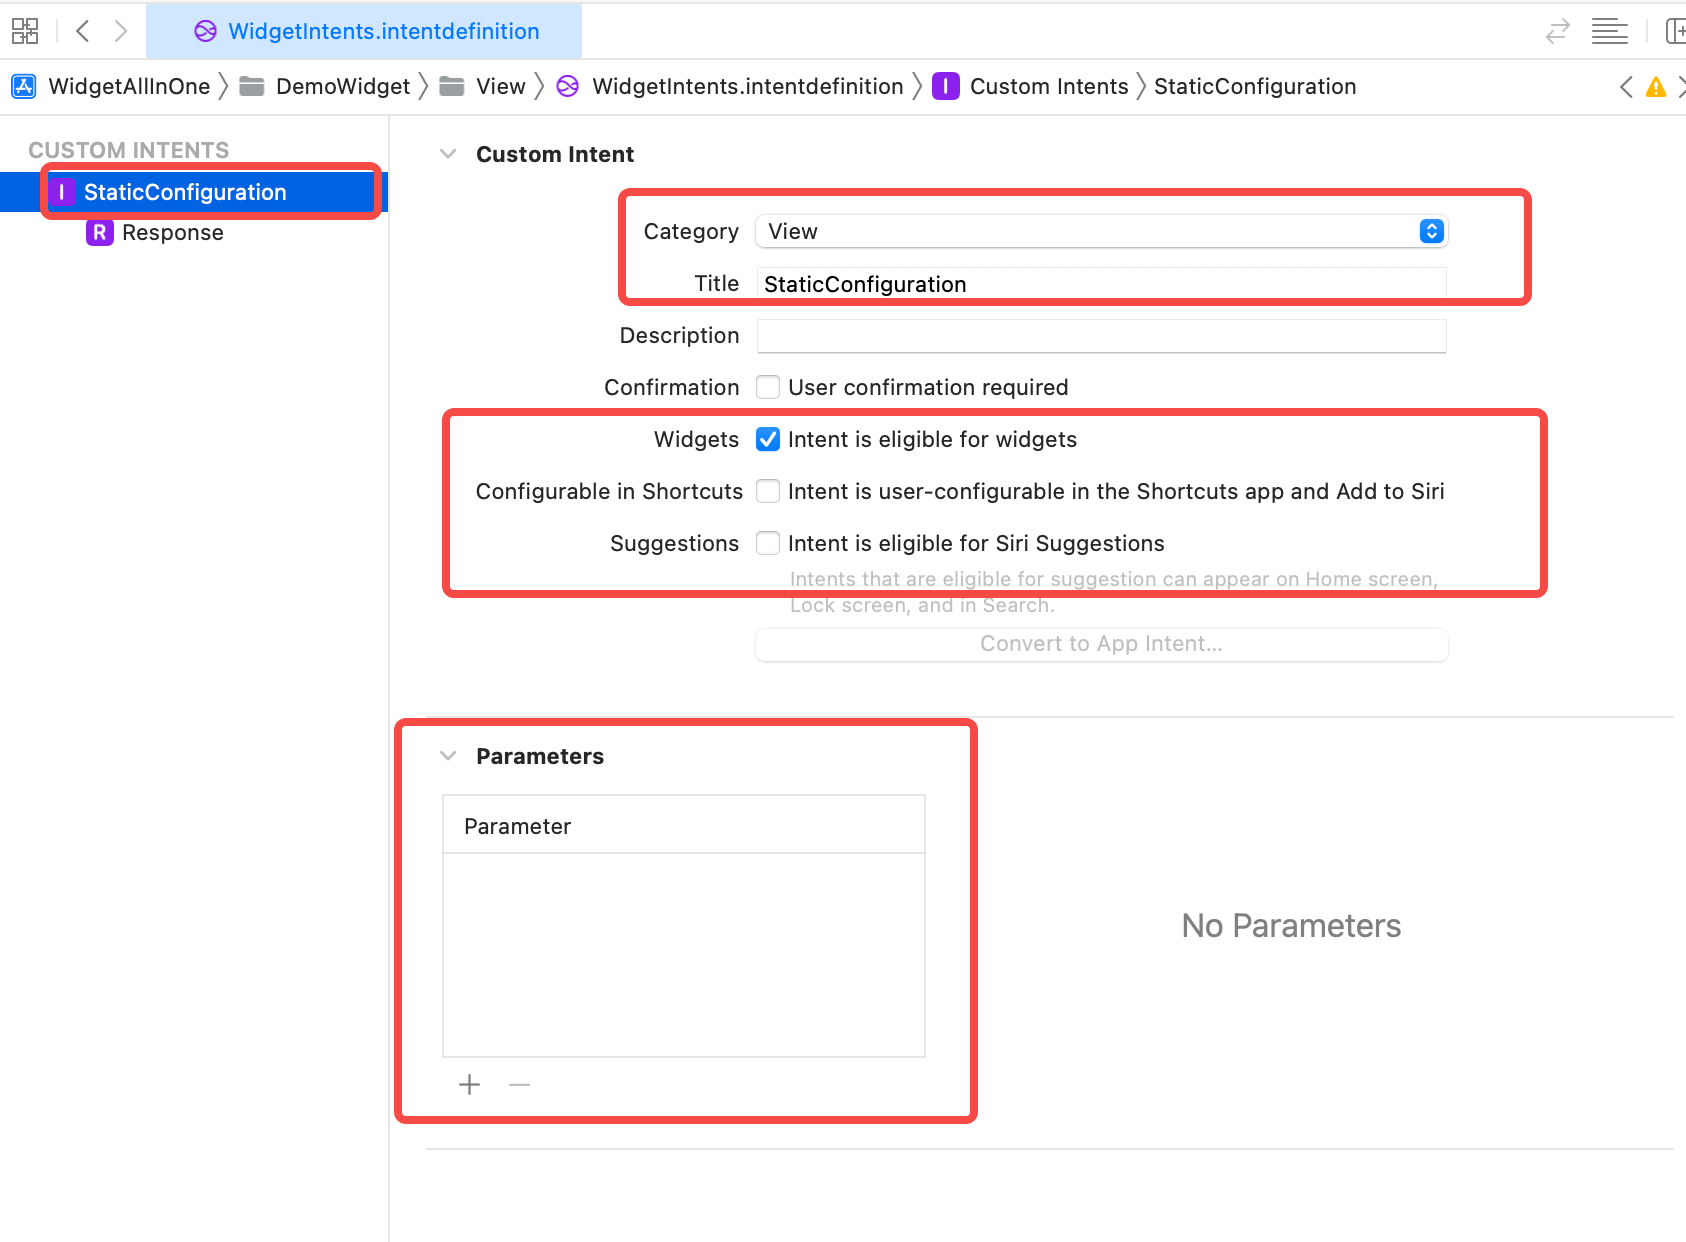 WidgetIntents.intentdefinition
WidgetAllInOne DemoWidget View WidgetIntents.intentdefinition I Custom Intents StaticConfiguration
CUSTOM INTENTS
I StaticConfiguration
R Response
Custom Intent
Category View
Title StaticConfiguration
Description
Confirmation User confirmation required
Widgets Intent is eligible for widgets
Configurable in Shortcuts Intent is user-configurable in the Shortcuts app and Add to Siri
Suggestions Intent is eligible for Siri Suggestions
Intents that are eligible for suggestion can appear on Home screen,
Lock screen, and in Search.
Convert to App Intent...
Parameters
Parameter
No Parameters